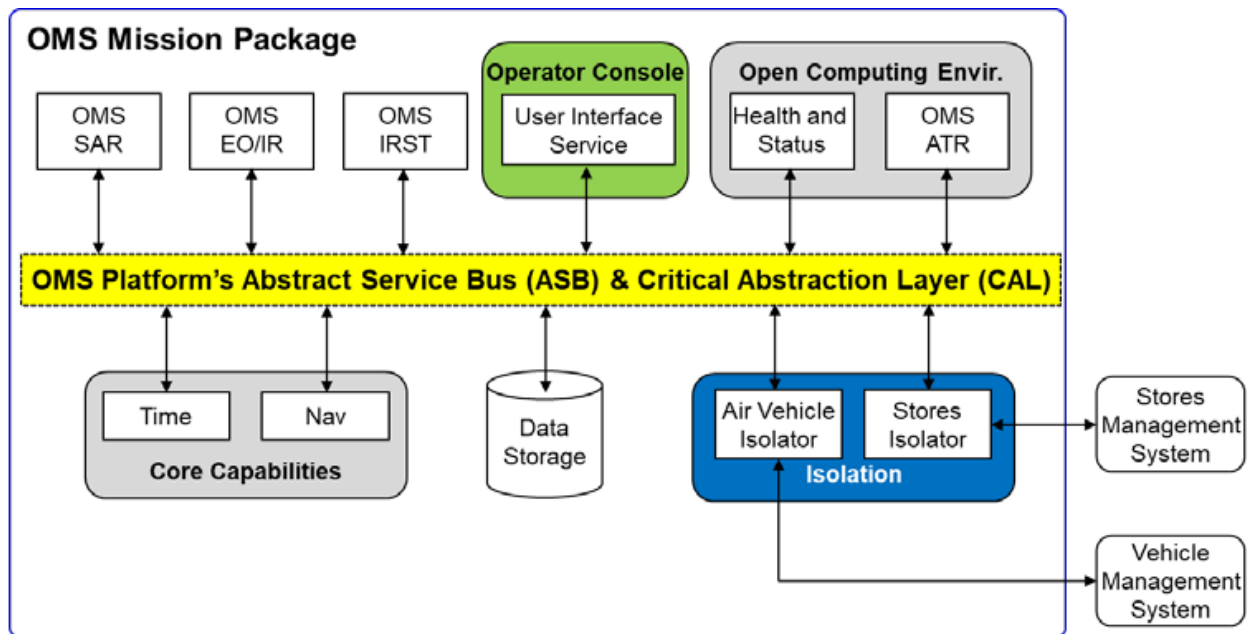 OMS Mission Package
Operator Console
Open Computing Envir.
OMS
SAR
OMS
EO/IR
OMS
IRST
User Interface
Service
Health and
Status
OMS
ATR
OMS Platform's Abstract Service Bus (ASB) & Critical Abstraction Layer (CAL)
Time
Nav
Core Capabilities
Data
Storage
Air Vehicle
Isolator
Stores
Isolator
Isolation
Stores
Management
System
Vehicle
Management
System